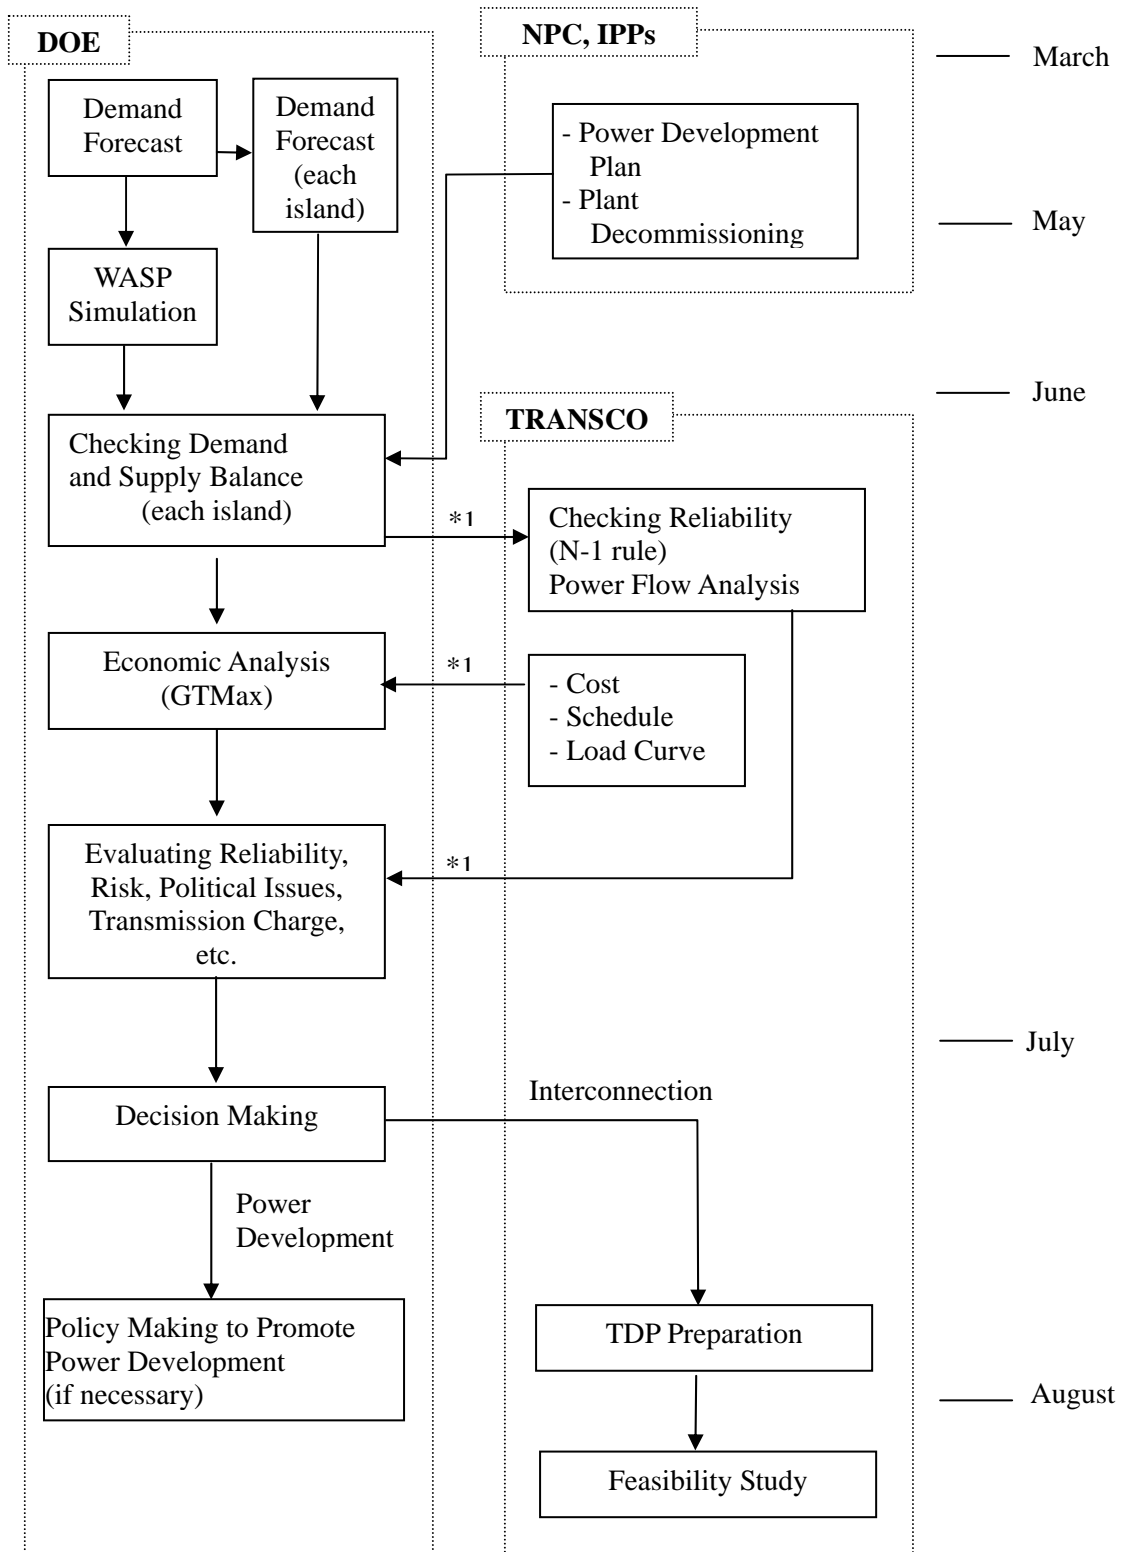 DOE
NPC, IPPs
March
Demand
Forecast
Demand
Forecast
(each
island)
- Power Development
Plan
- Plant
Decommissioning
May
WASP
Simulation
June
TRANSCO
Checking Demand
and Supply Balance
(each island)
*1
Checking Reliability
(N-1 rule)
Power Flow Analysis
Economic Analysis
(GTMax)
*1
- Cost
- Schedule
- Load Curve
Evaluating Reliability,
Risk, Political Issues,
Transmission Charge,
etc.
*1
July
Decision Making
Interconnection
Power
Development
Policy Making to Promote
Power Development
(if necessary)
TDP Preparation
August
Feasibility Study